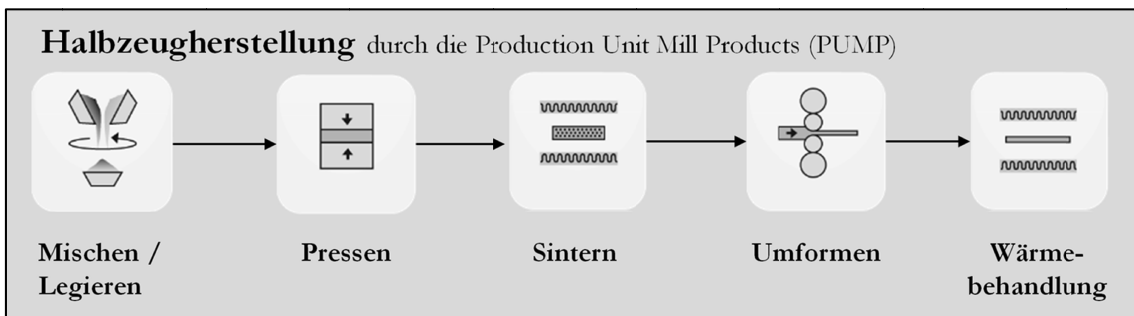 Halbzeugherstellung durch die Production Unit Mill Products (PUMP)
Mischen /
Legieren
Pressen
Sintern
Umformen
Wärme-
behandlung